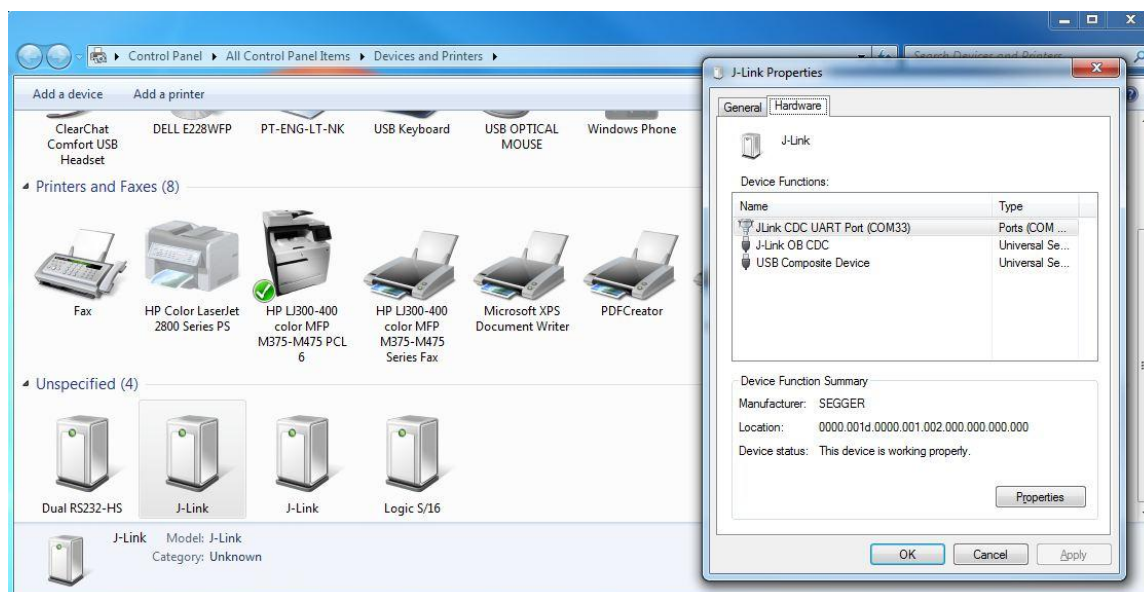 Control Panel ▸ All Control Panel Items ▸ Devices and Printers ▸
Search Devices and Printers
Add a device Add a printer
ClearChat
Comfort USB
Headset
DELL E228WFP
PT-ENG-LT-NK
USB Keyboard
USB OPTICAL
MOUSE
Windows Phone
Printers and Faxes (8)
Fax
HP Color LaserJet
2800 Series PS
HP LJ300-400
color MFP
M375-M475 PCL
6
HP LJ300-400
color MFP
M375-M475
Series Fax
Microsoft XPS
Document Writer
PDFCreator
Unspecified (4)
Dual RS232-HS
J-Link
J-Link
Logic S/16
J-Link Model: J-Link
Category: Unknown
J-Link Properties
General Hardware
J-Link
Device Functions:
Name Type
JLink CDC UART Port (COM33) Ports (COM ...
J-Link OB CDC Universal Se...
USB Composite Device Universal Se...
Device Function Summary
Manufacturer: SEGGER
Location: 0000.001d.0000.001.002.000.000.000.000
Device status: This device is working properly.
Properties
OK Cancel Apply